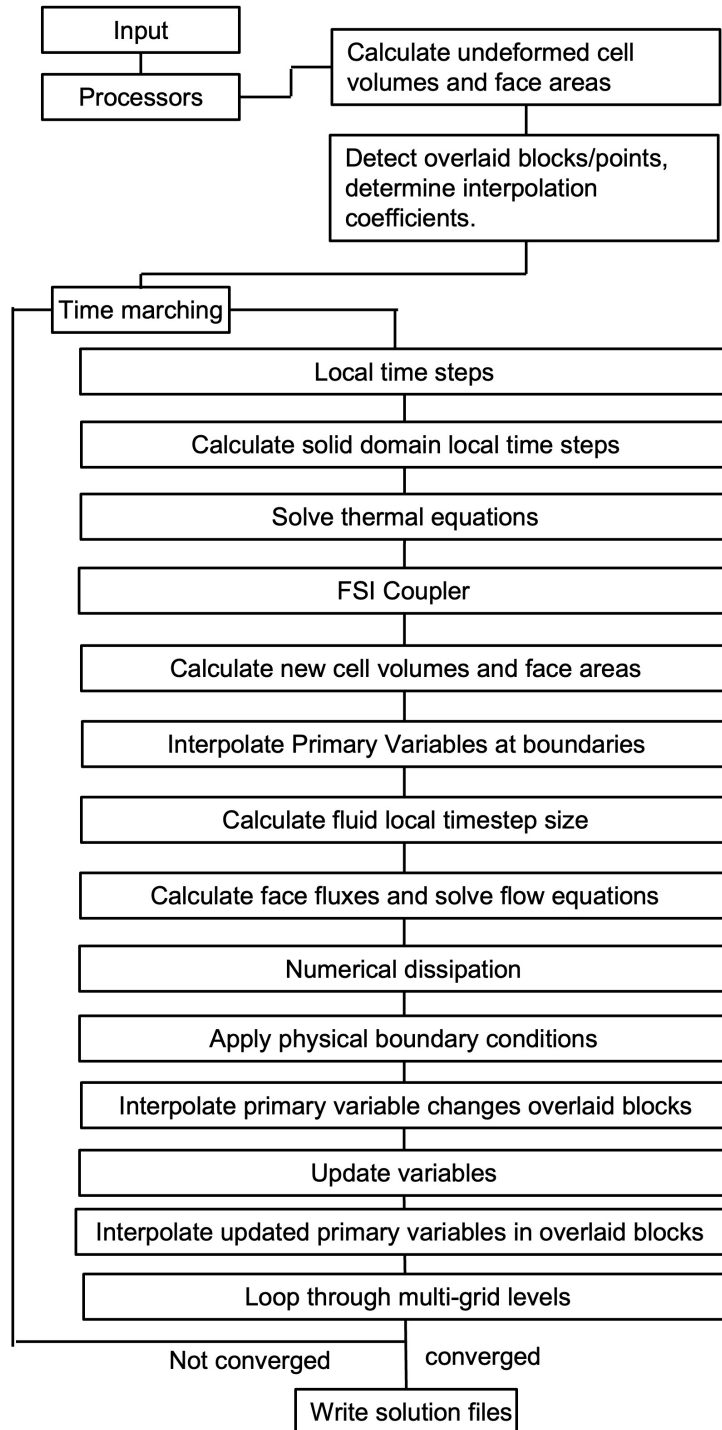 Input
Processors
Calculate undeformed cell
volumes and face areas
Detect overlaid blocks/points,
determine interpolation
coefficients.
Time marching
Local time steps
Calculate solid domain local time steps
Solve thermal equations
FSI Coupler
Calculate new cell volumes and face areas
Interpolate Primary Variables at boundaries
Calculate fluid local timestep size
Calculate face fluxes and solve flow equations
Numerical dissipation
Apply physical boundary conditions
Interpolate primary variable changes overlaid blocks
Update variables
Interpolate updated primary variables in overlaid blocks
Loop through multi-grid levels
Not converged
converged
Write solution files